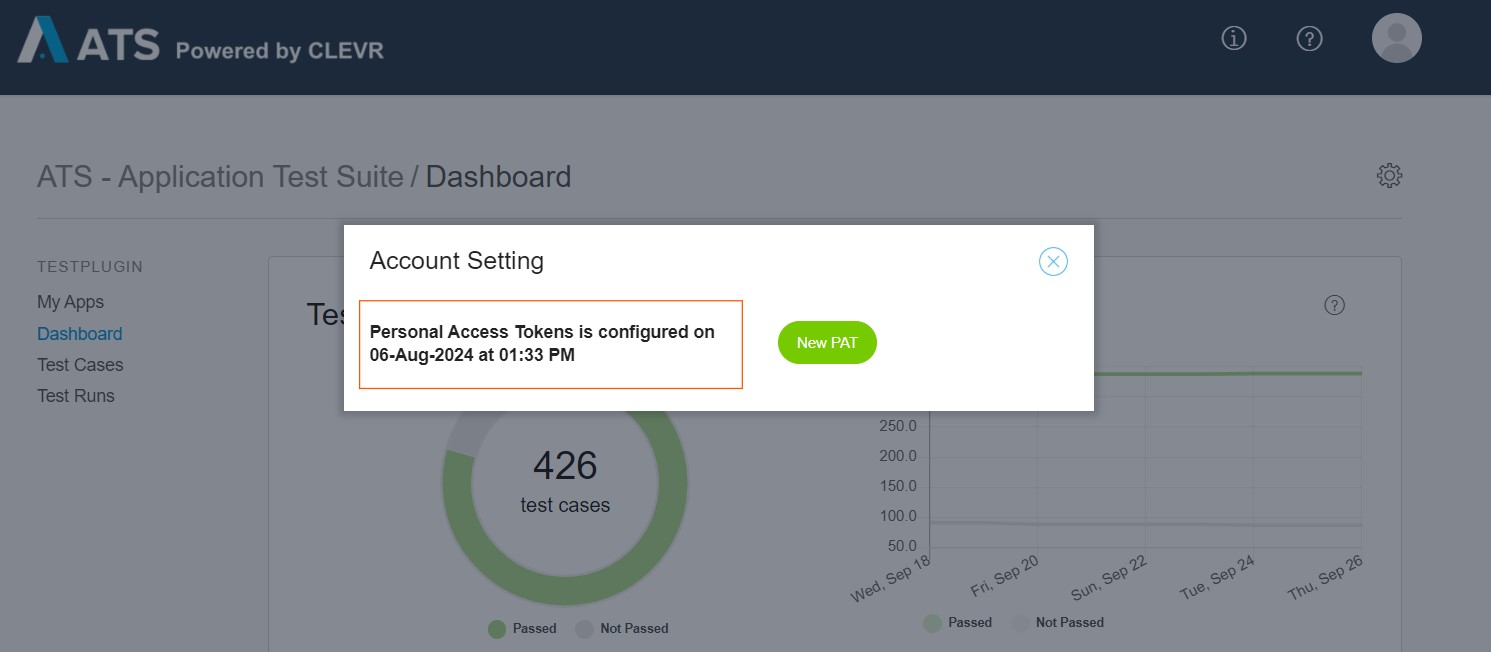 ATS Powered by CLEVR
ATS - Application Test Suite / Dashboard
TESTPLUGIN
My Apps
Dashboard
Test Cases
Test Runs
Account Setting
Personal Access Tokens is configured on
06-Aug-2024 at 01:33 PM
New PAT
426
test cases
Passed
Not Passed
250.0
200.0
150.0
100.0
50.0
Wed, Sep 18
Fri, Sep 20
Sun, Sep 22
Tue, Sep 24
Thu, Sep 26
Passed
Not Passed